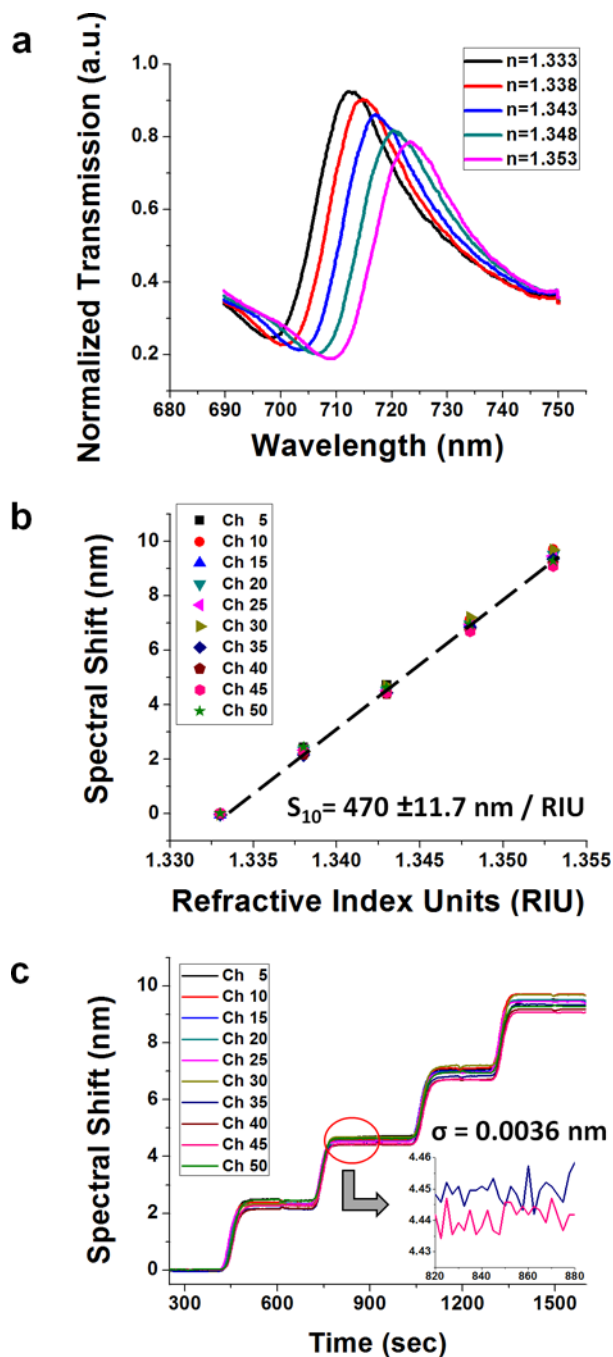 a
Normalized Transmission (a.u.)
1.0
0.8
0.6
0.4
0.2
n=1.333
n=1.338
n=1.343
n=1.348
n=1.353
680 690 700 710 720 730 740 750
Wavelength (nm)
b
Spectral Shift (nm)
10
8
6
4
2
0
Ch 5
Ch 10
Ch 15
Ch 20
Ch 25
Ch 30
Ch 35
Ch 40
Ch 45
Ch 50
S10= 470 ±11.7 nm / RIU
1.330 1.335 1.340 1.345 1.350 1.355
Refractive Index Units (RIU)
c
Spectral Shift (nm)
10
8
6
4
2
0
Ch 5
Ch 10
Ch 15
Ch 20
Ch 25
Ch 30
Ch 35
Ch 40
Ch 45
Ch 50
σ = 0.0036 nm
4.46
4.45
4.44
4.43
820 840 860 880
300 600 900 1200 1500
Time (sec)